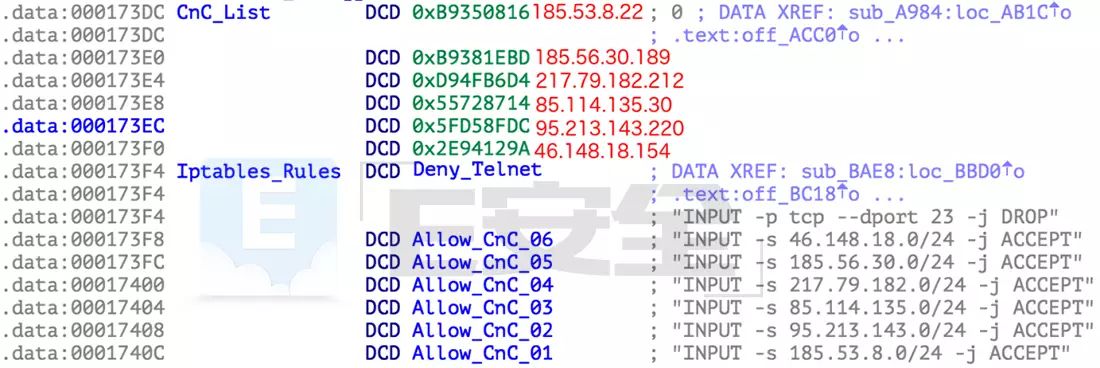 .data:000173DC CnC_List DCD 0xB9350816 185.53.8.22 ; 0 ; DATA XREF: sub_A984:loc_AB1C↑o
.data:000173DC ; .text:off_ACC0↑o ...
.data:000173E0 DCD 0xB9381EBD 185.56.30.189
.data:000173E4 DCD 0xD94FB6D4 217.79.182.212
.data:000173E8 DCD 0x55728714 85.114.135.30
.data:000173EC DCD 0x5FD58FDC 95.213.143.220
.data:000173F0 DCD 0x2E94129A 46.148.18.154
.data:000173F4 Iptables_Rules DCD Deny_Telnet ; DATA XREF: sub_BAE8:loc_BBD0↑o
.data:000173F4 ; .text:off_BC18↑o ...
.data:000173F4 ; "INPUT -p tcp --dport 23 -j DROP"
.data:000173F8 DCD Allow_CnC_06 ; "INPUT -s 46.148.18.0/24 -j ACCEPT"
.data:000173FC DCD Allow_CnC_05 ; "INPUT -s 185.56.30.0/24 -j ACCEPT"
.data:00017400 DCD Allow_CnC_04 ; "INPUT -s 217.79.182.0/24 -j ACCEPT"
.data:00017404 DCD Allow_CnC_03 ; "INPUT -s 85.114.135.0/24 -j ACCEPT"
.data:00017408 DCD Allow_CnC_02 ; "INPUT -s 95.213.143.0/24 -j ACCEPT"
.data:0001740C DCD Allow_CnC_01 ; "INPUT -s 185.53.8.0/24 -j ACCEPT"
E安全